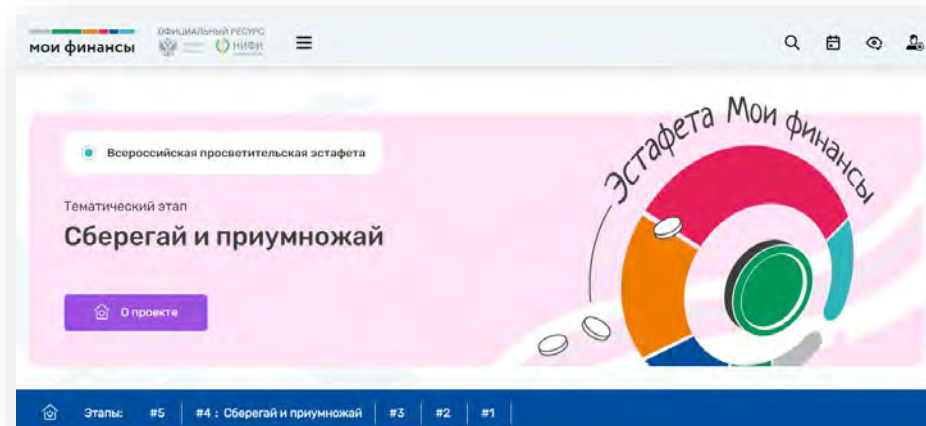 мои финансы
ОФИЦИАЛЬНЫЙ РЕСУРС
НИФИ
Эстафета Мои финансы
Всероссийская просветительская эстафета
Тематический этап
Сберегай и приумножай
О проекте
Этапы: #5 #4 : Сберегай и приумножай #3 #2 #1